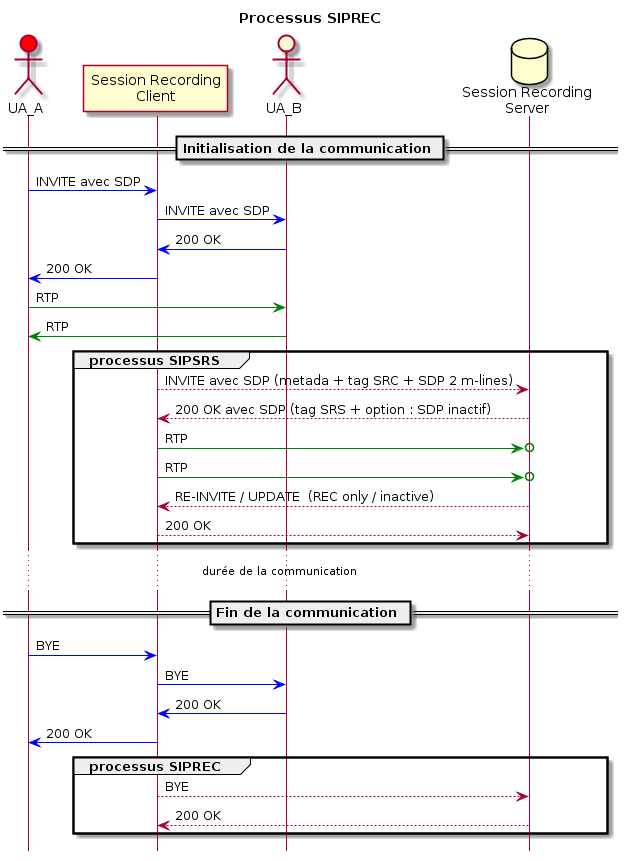 Processus SIPREC
UA_A
Session Recording
Client
UA_B
Session Recording
Server
Initialisation de la communication
INVITE avec SDP
INVITE avec SDP
200 OK
200 OK
RTP
RTP
processus SIPSRS
INVITE avec SDP (metada + tag SRC + SDP 2 m-lines)
200 OK avec SDP (tag SRS + option : SDP inactif)
RTP
RTP
RE-INVITE / UPDATE (REC only / inactive)
200 OK
durée de la communication
Fin de la communication
BYE
BYE
200 OK
200 OK
processus SIPREC
BYE
200 OK